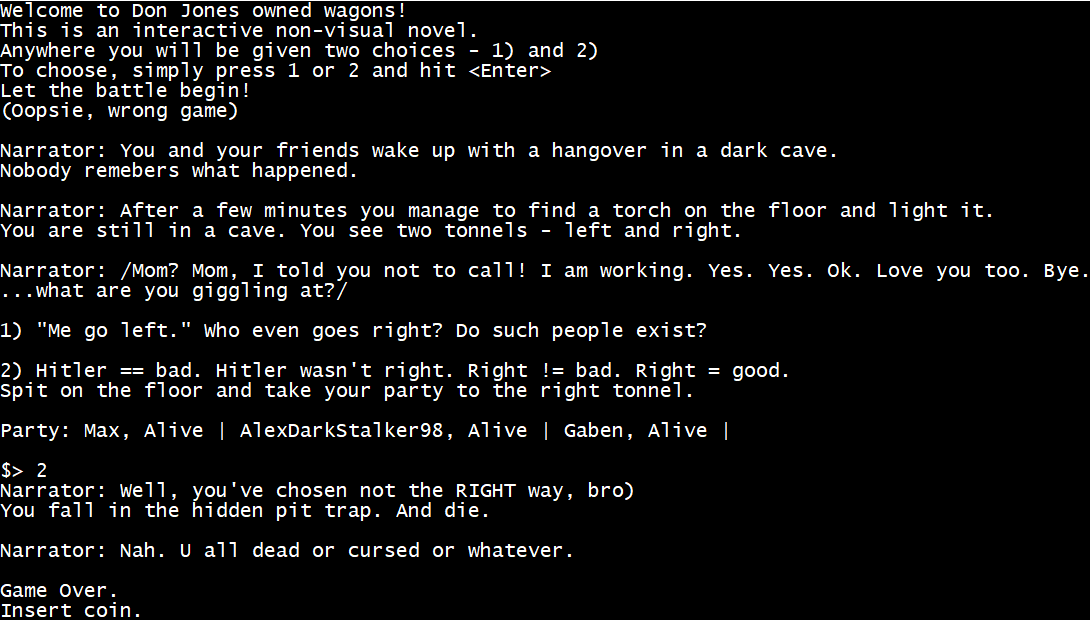 Welcome to Don Jones owned wagons!
This is an interactive non-visual novel.
Anywhere you will be given two choices - 1) and 2)
To choose, simply press 1 or 2 and hit <Enter>
Let the battle begin!
(Oopsie, wrong game)
Narrator: You and your friends wake up with a hangover in a dark cave.
Nobody remebers what happened.
Narrator: After a few minutes you manage to find a torch on the floor and light it.
You are still in a cave. You see two tonnels - left and right.
Narrator: /Mom? Mom, I told you not to call! I am working. Yes. Yes. Ok. Love you too. Bye.
...what are you giggling at?/
1) "Me go left." Who even goes right? Do such people exist?
2) Hitler == bad. Hitler wasn't right. Right != bad. Right = good.
Spit on the floor and take your party to the right tonnel.
Party: Max, Alive | AlexDarkStalker98, Alive | Gaben, Alive |
$> 2
Narrator: Well, you've chosen not the RIGHT way, bro)
You fall in the hidden pit trap. And die.
Narrator: Nah. U all dead or cursed or whatever.
Game Over.
Insert coin.